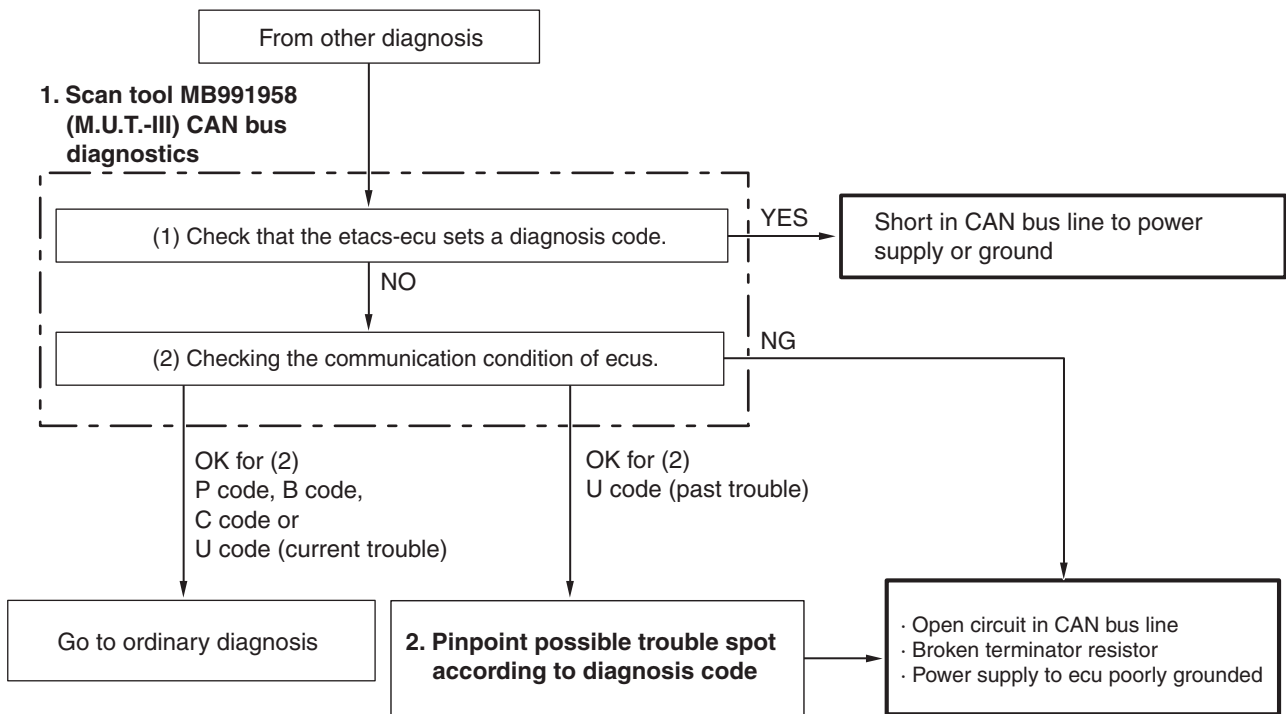 From other diagnosis
1. Scan tool MB991958
(M.U.T.-III) CAN bus
diagnostics
(1) Check that the etacs-ecu sets a diagnosis code.
YES
Short in CAN bus line to power
supply or ground
NO
(2) Checking the communication condition of ecus.
NG
OK for (2)
P code, B code,
C code or
U code (current trouble)
OK for (2)
U code (past trouble)
Go to ordinary diagnosis
2. Pinpoint possible trouble spot
according to diagnosis code
· Open circuit in CAN bus line
· Broken terminator resistor
· Power supply to ecu poorly grounded